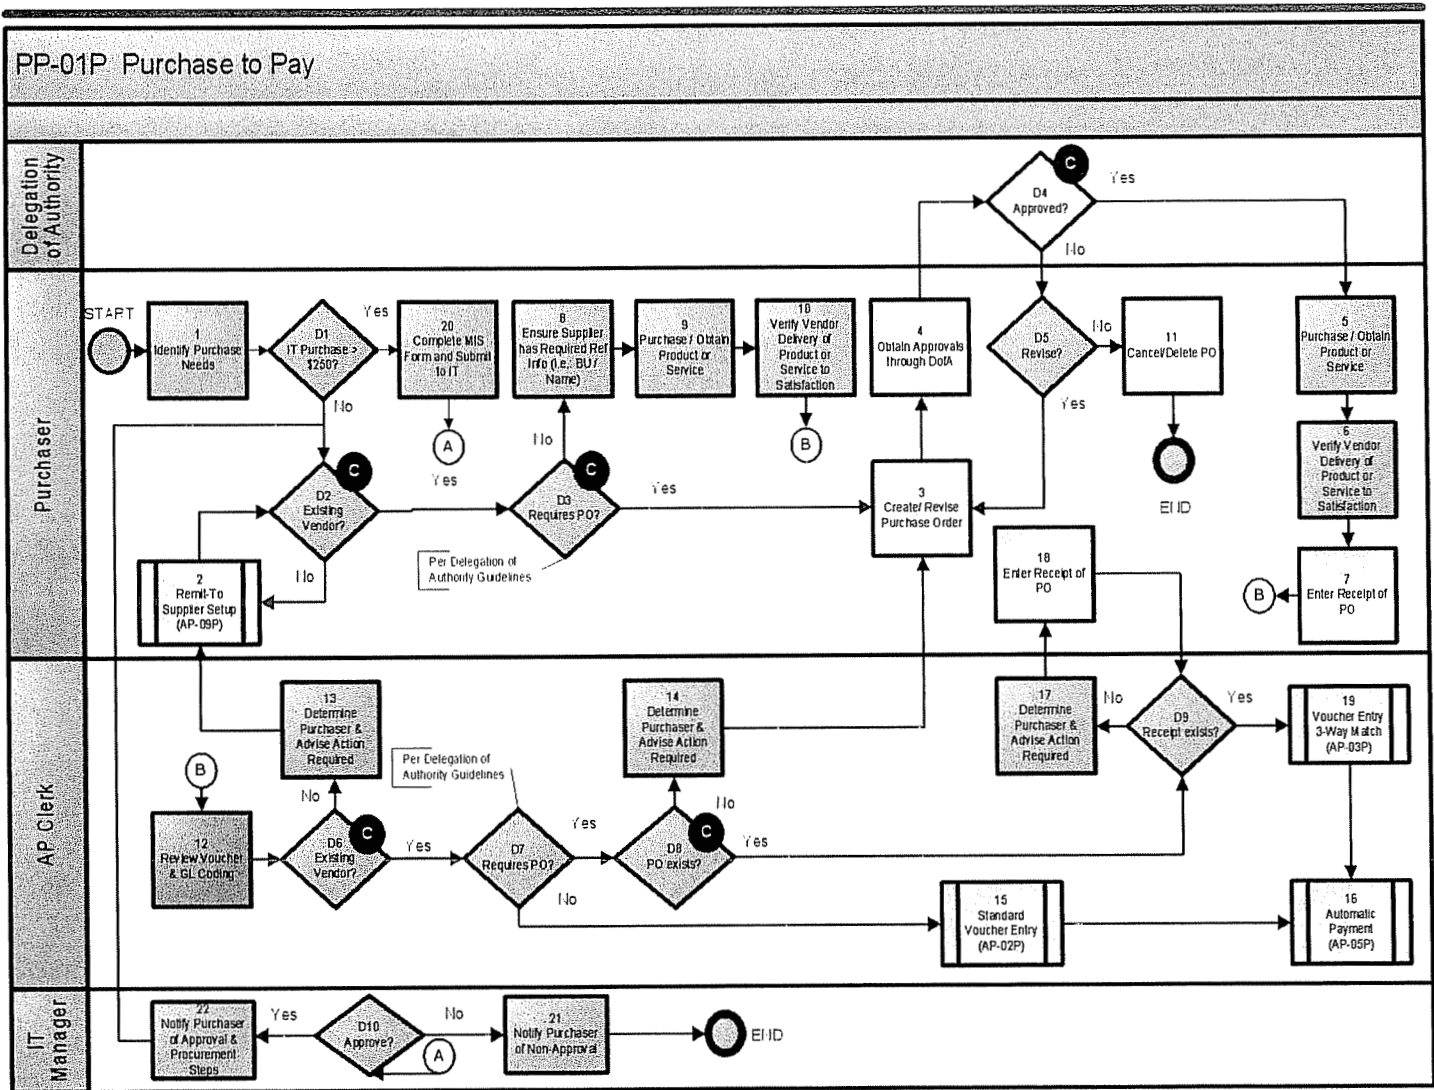 PP-01P Purchase to Pay
Delegation
of Authority
C
D4
Approved?
Yes
No
Purchaser
START
1
Identify Purchase
Needs
D1
IT Purchase >
$250?
Yes
No
20
Complete MIS
Form and Submit
to IT
A
8
Ensure Supplier
has Required Ref
Info (i.e., BU /
Name)
9
Purchase / Obtain
Product or
Service
10
Verify Vendor
Delivery of
Product or
Service to
Satisfaction
B
4
Obtain Approvals
through DofA
D5
Revise?
No
Yes
11
Cancel/Delete PO
END
5
Purchase / Obtain
Product or
Service
6
Verify Vendor
Delivery of
Product or
Service to
Satisfaction
7
Enter Receipt of
PO
B
C
D2
Existing
Vendor?
Yes
No
C
D3
Requires PO?
No
Yes
Per Delegation of
Authority Guidelines
3
Create/ Revise
Purchase Order
2
Remit-To
Supplier Setup
(AP-09P)
18
Enter Receipt of
PO
AP Clerk
13
Determine
Purchaser &
Advise Action
Required
14
Determine
Purchaser &
Advise Action
Required
17
Determine
Purchaser &
Advise Action
Required
No
D9
Receipt exists?
Yes
19
Voucher Entry
3-Way Match
(AP-03P)
B
12
Review Voucher
& GL Coding
No
C
D6
Existing
Vendor?
Yes
Per Delegation of
Authority Guidelines
D7
Requires PO?
Yes
No
C
D8
PO exists?
No
Yes
15
Standard
Voucher Entry
(AP-02P)
16
Automatic
Payment
(AP-05P)
IT
Manager
22
Notify Purchaser
of Approval &
Procurement
Steps
Yes
D10
Approve?
No
A
21
Notify Purchaser
of Non-Approval
END